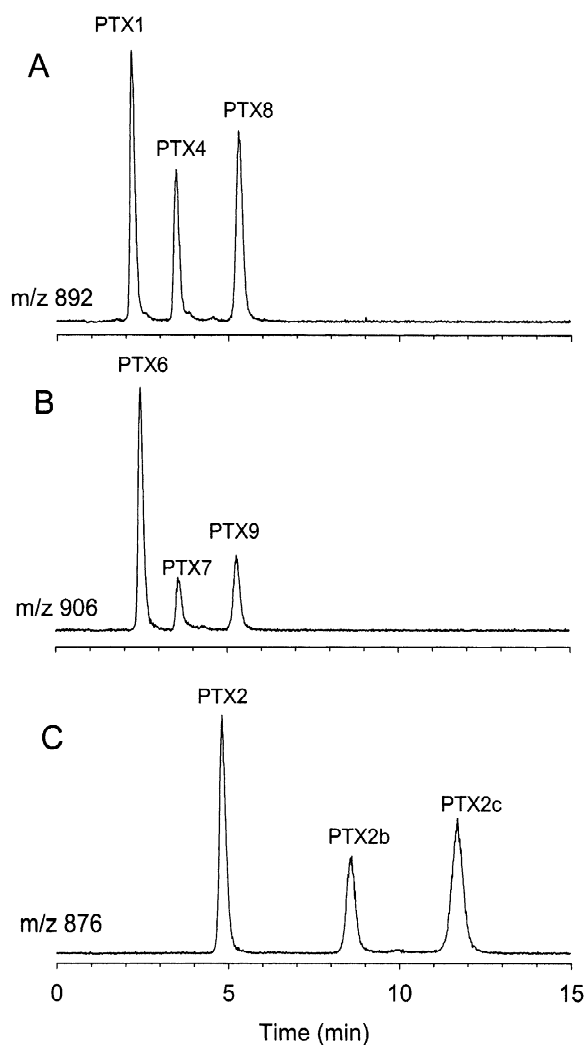 PTX1
A
PTX8
PTX4
m/z 892
PTX6
B
PTX9
PTX7
m/z 906
PTX2
C
PTX2c
PTX2b
m/z 876
0 5 10 15
Time (min)